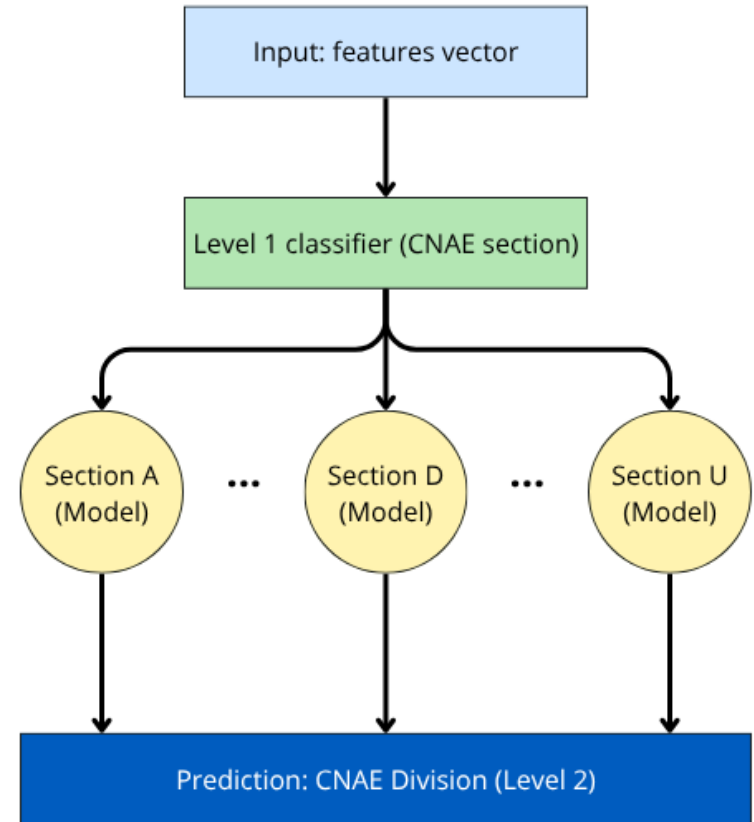 Input: features vector
Level 1 classifier (CNAE section)
Section A
(Model)
...
Section D
(Model)
...
Section U
(Model)
Prediction: CNAE Division (Level 2)